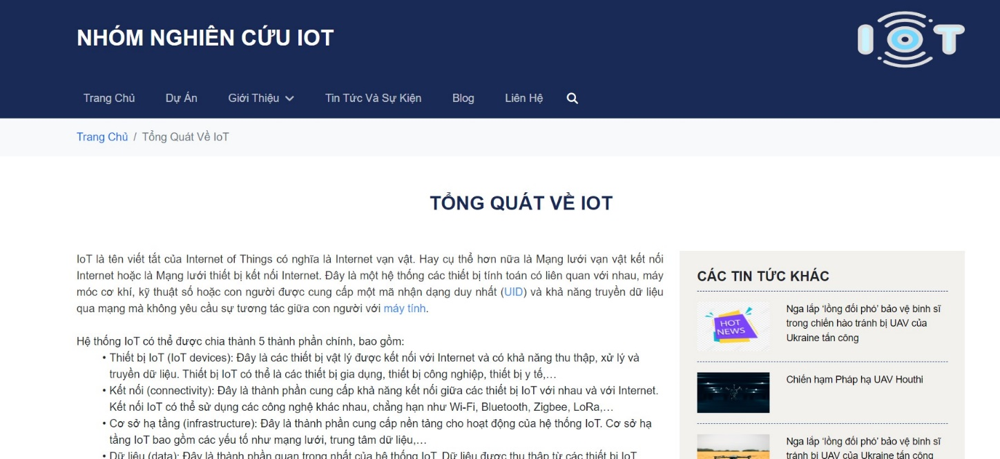 NHÓM NGHIÊN CỨU IOT
IOT
Trang Chủ Dự Án Giới Thiệu Tin Tức Và Sự Kiện Blog Liên Hệ
Trang Chủ / Tổng Quát Về IoT
TỔNG QUÁT VỀ IOT
IoT là tên viết tắt của Internet of Things có nghĩa là Internet vạn vật. Hay cụ thể hơn nữa là Mạng lưới vạn vật kết nối
Internet hoặc là Mạng lưới thiết bị kết nối Internet. Đây là một hệ thống các thiết bị tính toán có liên quan với nhau, máy
móc cơ khí, kỹ thuật số hoặc con người được cung cấp một mã nhận dạng duy nhất (UID) và khả năng truyền dữ liệu
qua mạng mà không yêu cầu sự tương tác giữa con người với máy tính.
Hệ thống IoT có thể được chia thành 5 thành phần chính, bao gồm:
• Thiết bị IoT (IoT devices): Đây là các thiết bị vật lý được kết nối với Internet và có khả năng thu thập, xử lý và
truyền dữ liệu. Thiết bị IoT có thể là các thiết bị gia dụng, thiết bị công nghiệp, thiết bị y tế,…
• Kết nối (connectivity): Đây là thành phần cung cấp khả năng kết nối giữa các thiết bị IoT với nhau và với Internet.
Kết nối IoT có thể sử dụng các công nghệ khác nhau, chẳng hạn như Wi-Fi, Bluetooth, Zigbee, LoRa,…
• Cơ sở hạ tầng (infrastructure): Đây là thành phần cung cấp nền tảng cho hoạt động của hệ thống IoT. Cơ sở hạ
tầng IoT bao gồm các yếu tố như mạng lưới, trung tâm dữ liệu,…
• Dữ liệu (data): Đây là thành phần quan trọng nhất của hệ thống IoT. Dữ liệu được thu thập từ các thiết bị IoT
CÁC TIN TỨC KHÁC
HOT
NEWS
Nga lắp ‘lồng đối phó’ bảo vệ binh sĩ
trong chiến hào tránh bị UAV của
Ukraine tấn công
Chiến hạm Pháp hạ UAV Houthi
Nga lắp ‘lồng đối phó’ bảo vệ binh sĩ
tránh bị UAV của Ukraine tấn công